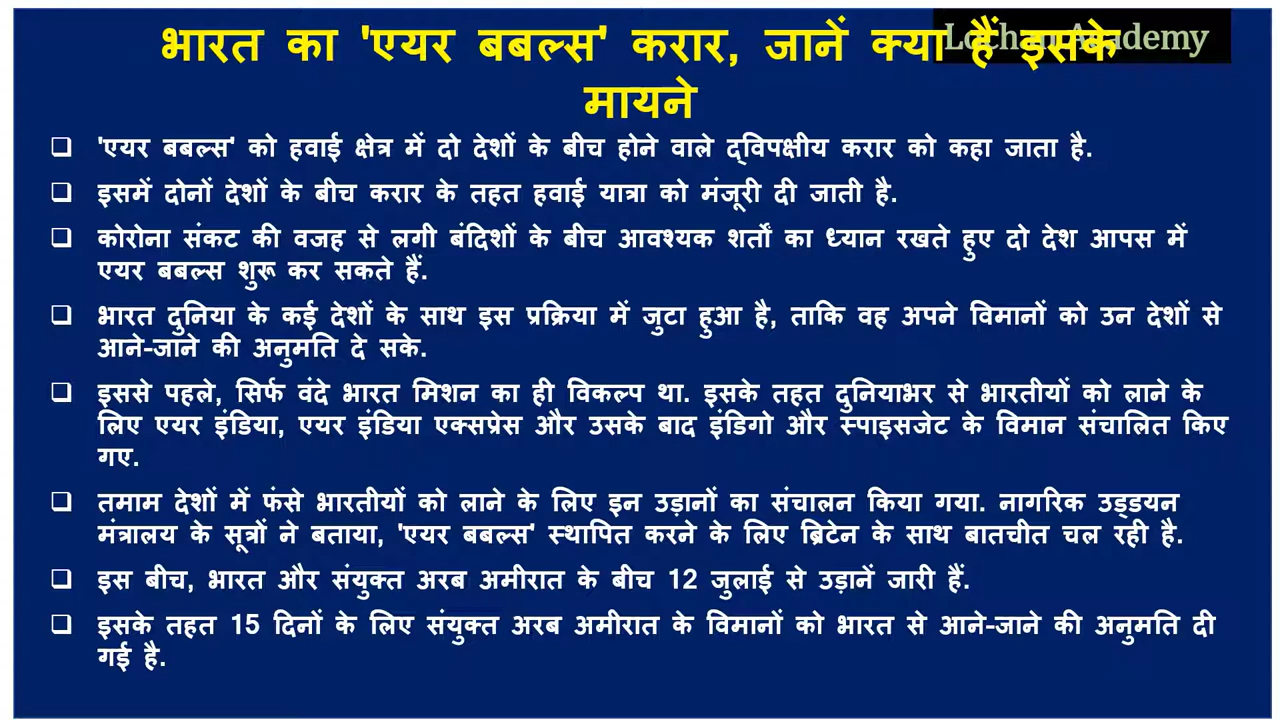 भारत का 'एयर बबल्स' करार, जानें क्या हैं इसके
मायने
Lochan Academy
❑ 'एयर बबल्स' को हवाई क्षेत्र में दो देशों के बीच होने वाले द्विपक्षीय करार को कहा जाता है.
❑ इसमें दोनों देशों के बीच करार के तहत हवाई यात्रा को मंजूरी दी जाती है.
❑ कोरोना संकट की वजह से लगी बंदिशों के बीच आवश्यक शर्तों का ध्यान रखते हुए दो देश आपस में
एयर बबल्स शुरू कर सकते हैं.
❑ भारत दुनिया के कई देशों के साथ इस प्रक्रिया में जुटा हुआ है, ताकि वह अपने विमानों को उन देशों से
आने-जाने की अनुमति दे सके.
❑ इससे पहले, सिर्फ वंदे भारत मिशन का ही विकल्प था. इसके तहत दुनियाभर से भारतीयों को लाने के
लिए एयर इंडिया, एयर इंडिया एक्सप्रेस और उसके बाद इंडिगो और स्पाइसजेट के विमान संचालित किए
गए.
❑ तमाम देशों में फंसे भारतीयों को लाने के लिए इन उड़ानों का संचालन किया गया. नागरिक उड्डयन
मंत्रालय के सूत्रों ने बताया, 'एयर बबल्स' स्थापित करने के लिए ब्रिटेन के साथ बातचीत चल रही है.
❑ इस बीच, भारत और संयुक्त अरब अमीरात के बीच 12 जुलाई से उड़ानें जारी हैं.
❑ इसके तहत 15 दिनों के लिए संयुक्त अरब अमीरात के विमानों को भारत से आने-जाने की अनुमति दी
गई है.